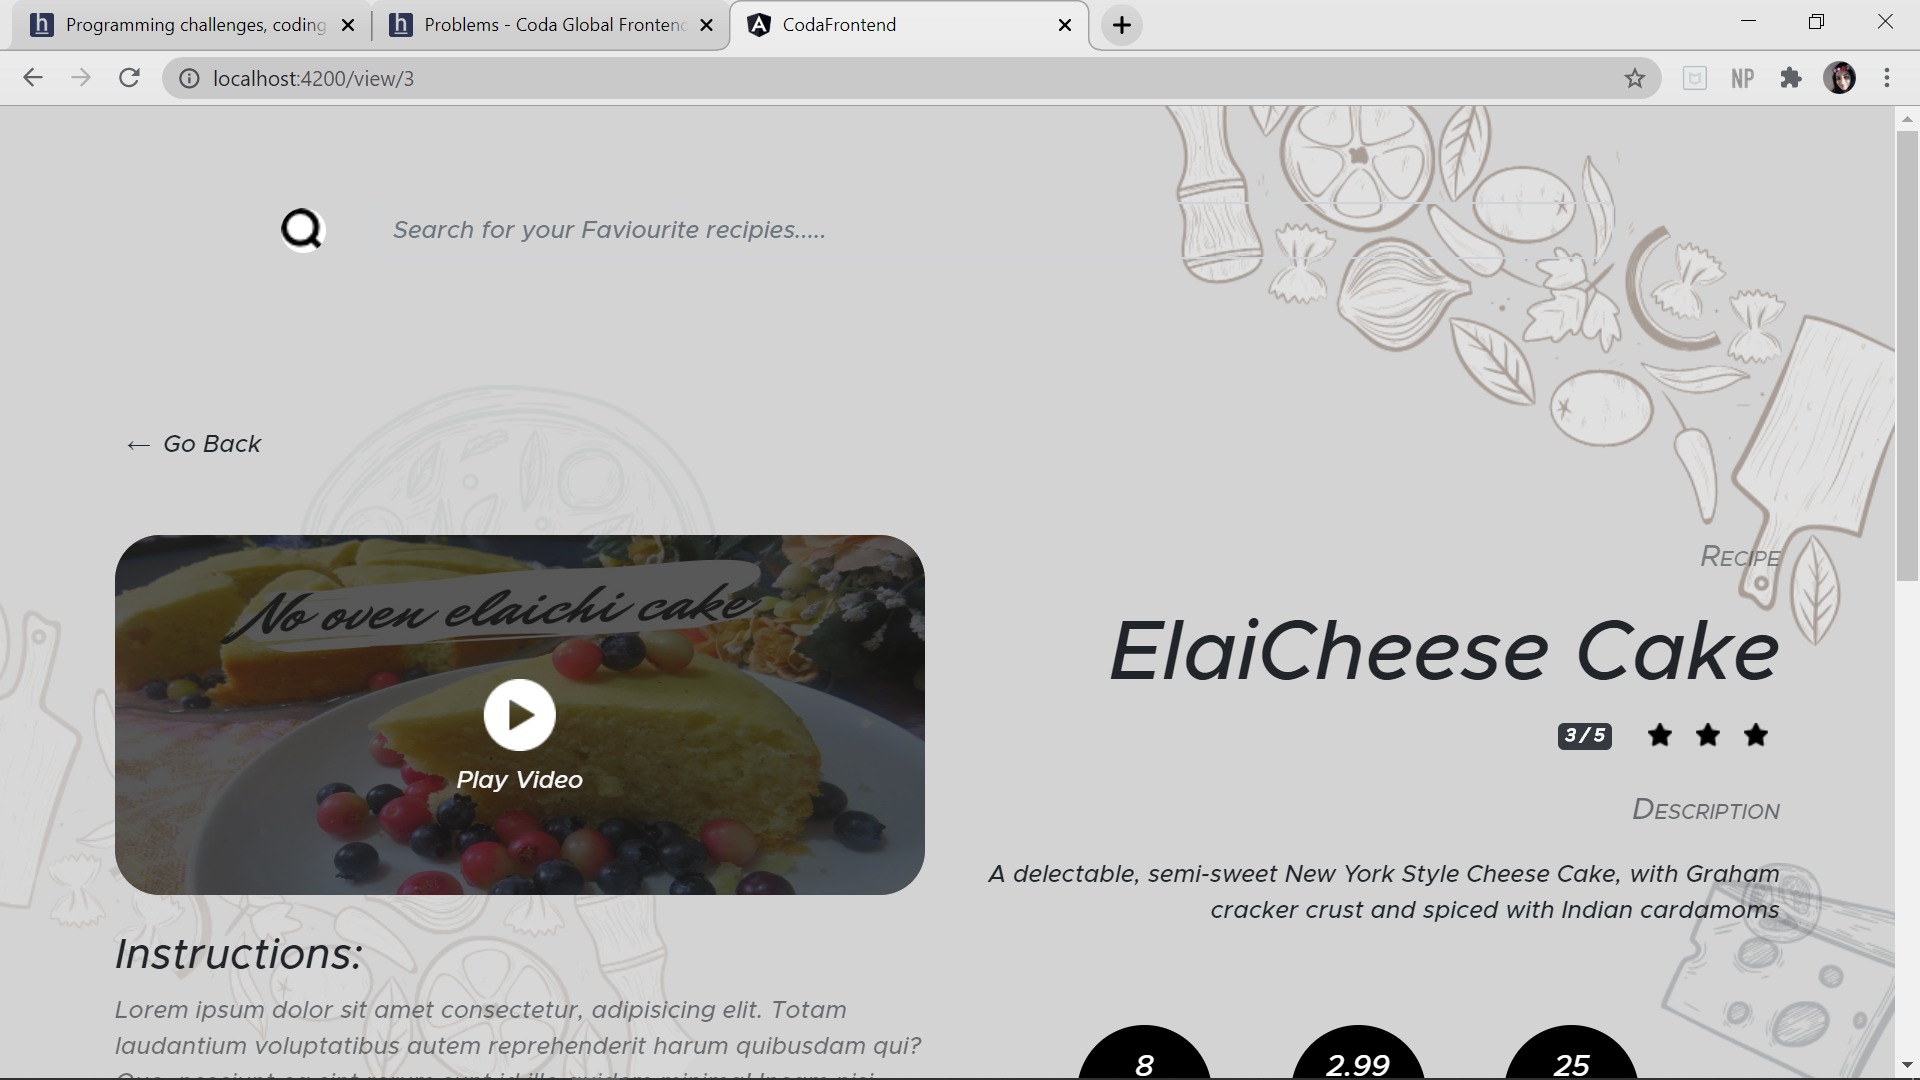 Programming challenges, coding
Problems - Coda Global Frontend
CodaFrontend
localhost:4200/view/3
NP
Search for your Faviourite recipies.....
← Go Back
No oven elaichi cake
Play Video
Recipe
ElaiCheese Cake
3/5
Description
A delectable, semi-sweet New York Style Cheese Cake, with Graham
cracker crust and spiced with Indian cardamoms
Instructions:
Lorem ipsum dolor sit amet consectetur, adipisicing elit. Totam
laudantium voluptatibus autem reprehenderit harum quibusdam qui?
8
2.99
25